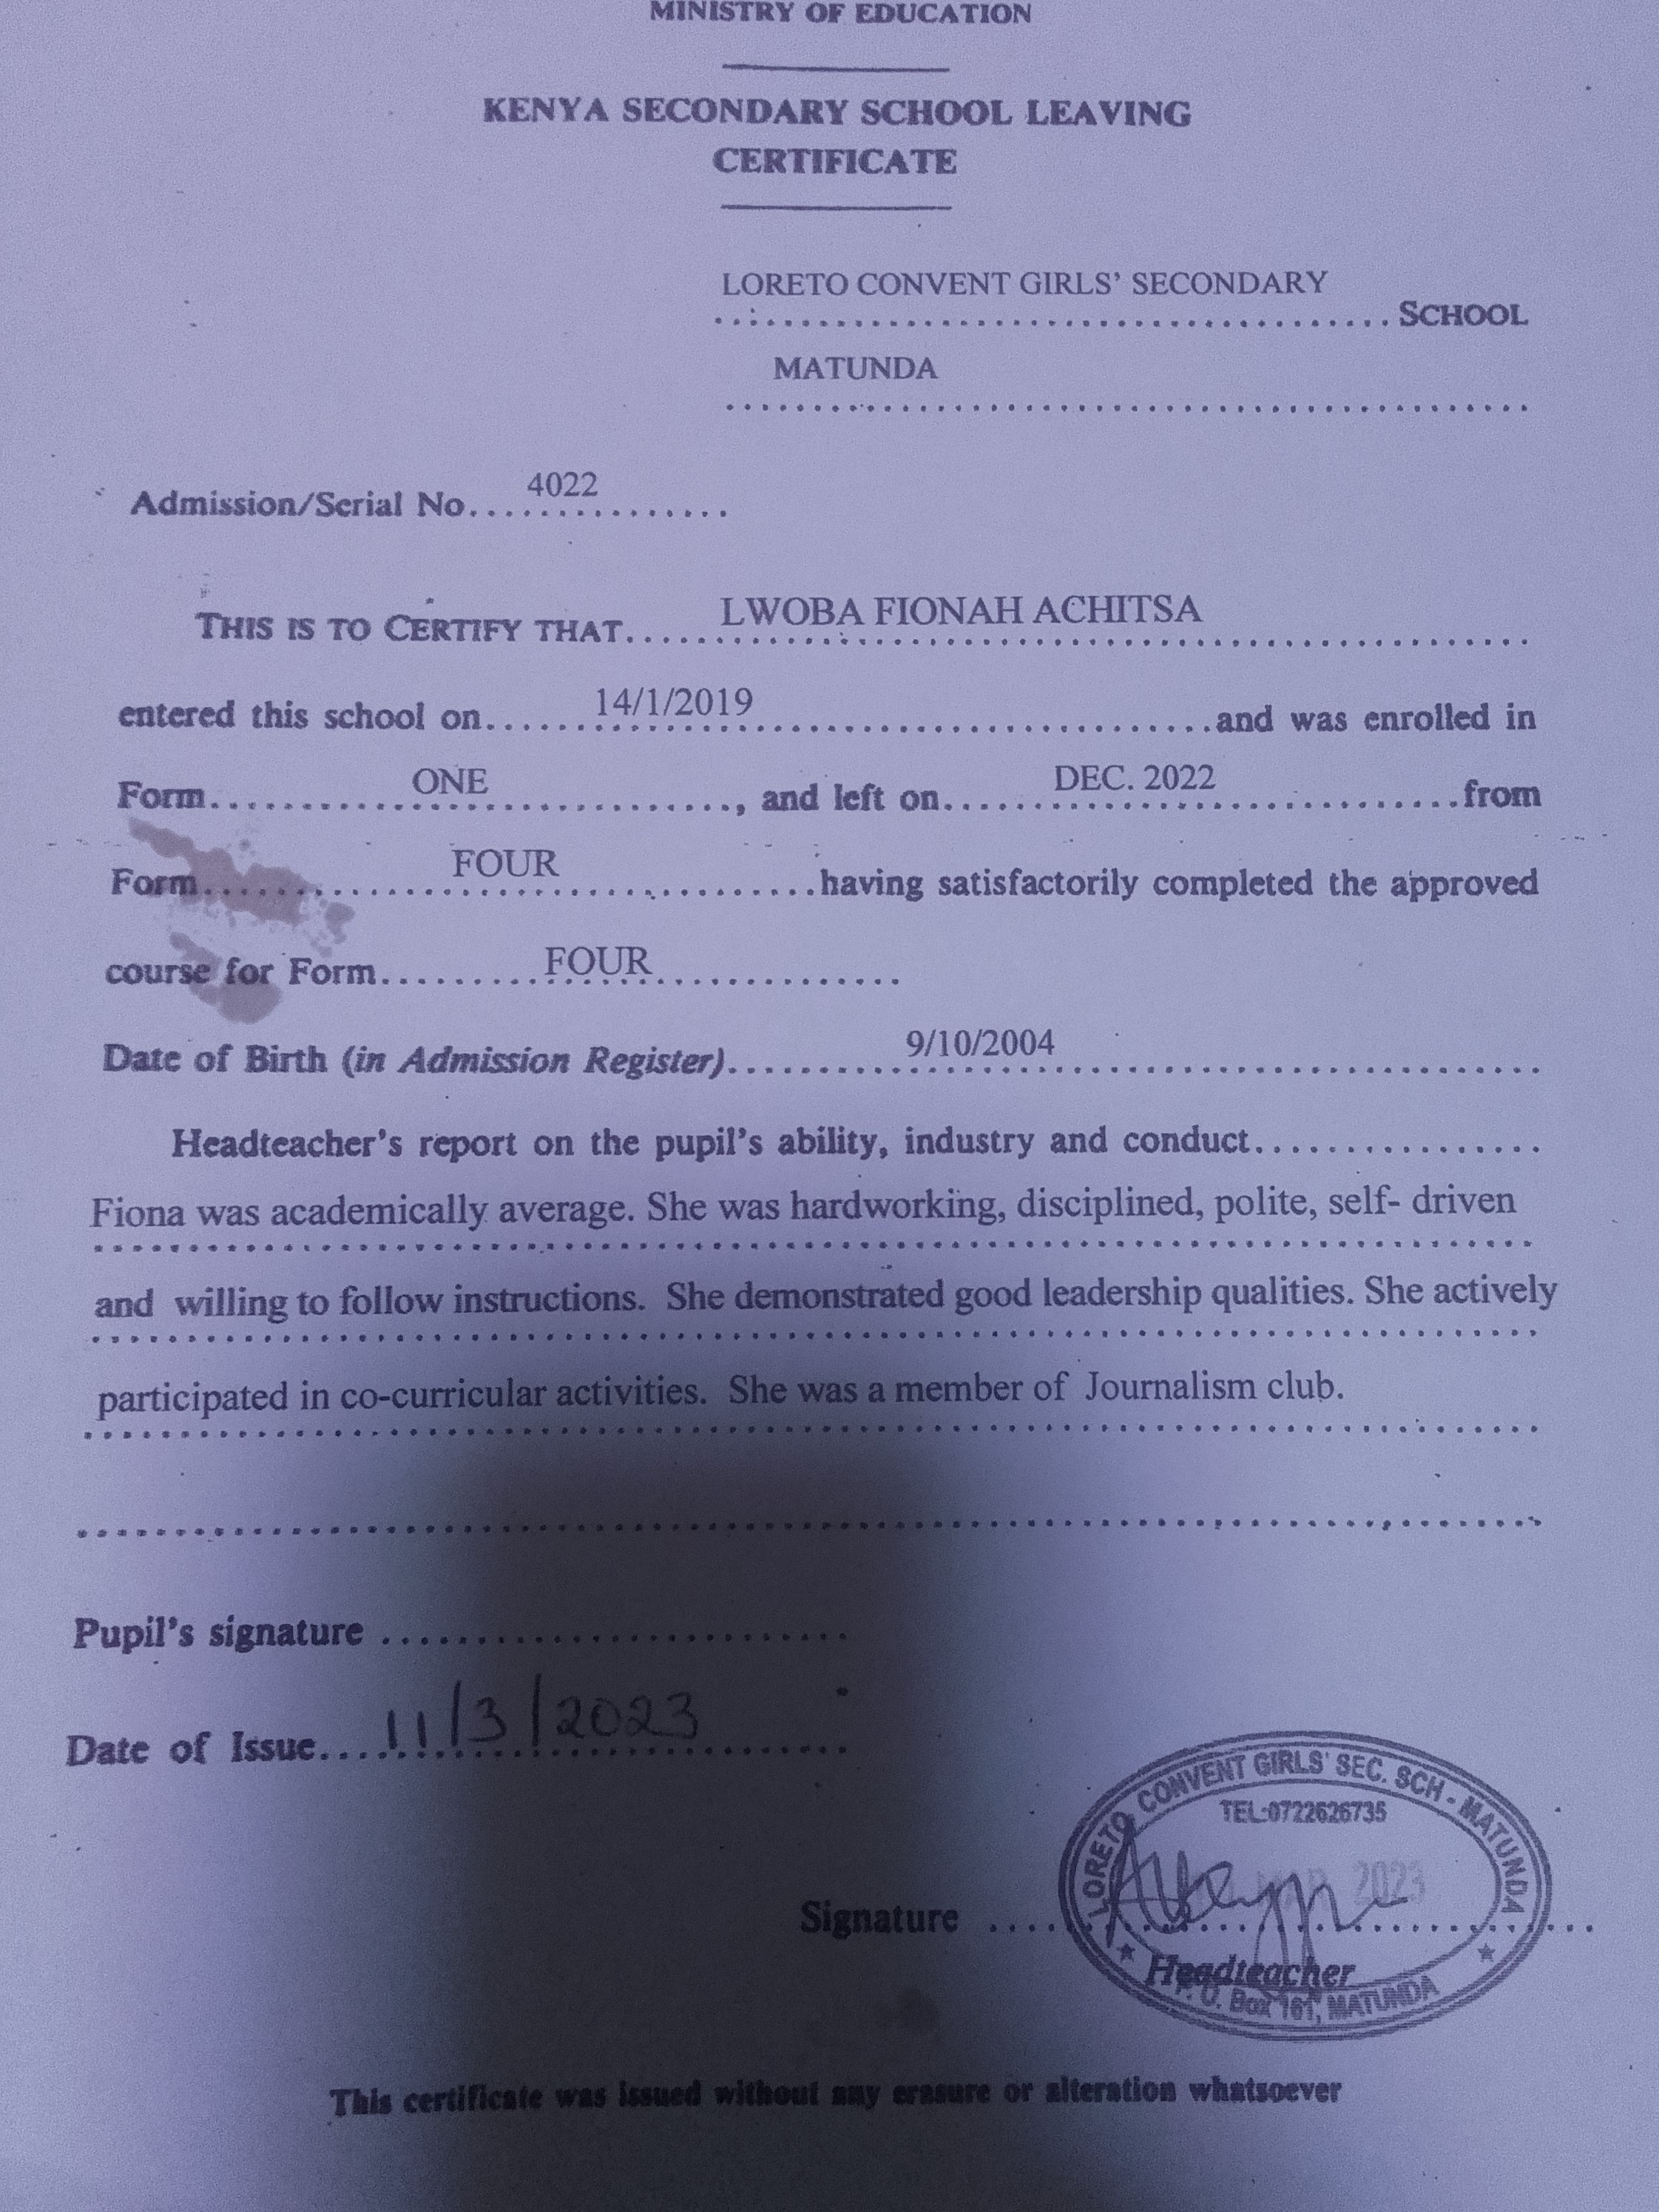 MINISTRY OF EDUCATION
KENYA SECONDARY SCHOOL LEAVING
CERTIFICATE
LORETO CONVENT GIRLS' SECONDARY
SCHOOL
MATUNDA
Admission/Serial No. 4022
THIS IS TO CERTIFY THAT LWOBA FIONAH ACHITSA
entered this school on 14/1/2019 and was enrolled in
Form ONE, and left on DEC. 2022 from
Form FOUR having satisfactorily completed the approved
course for Form FOUR
Date of Birth (in Admission Register) 9/10/2004
Headteacher's report on the pupil's ability, industry and conduct
Fiona was academically average. She was hardworking, disciplined, polite, self- driven
and willing to follow instructions. She demonstrated good leadership qualities. She actively
participated in co-curricular activities. She was a member of Journalism club.
Pupil's signature
Date of Issue 11/3/2023
LORETO CONVENT GIRLS' SEC. SCH - MATUNDA
TEL:0722626735
MAR 2023
Signature
Headteacher
P. O. Box 161, MATUNDA
This certificate was issued without any erasure or alteration whatsoever